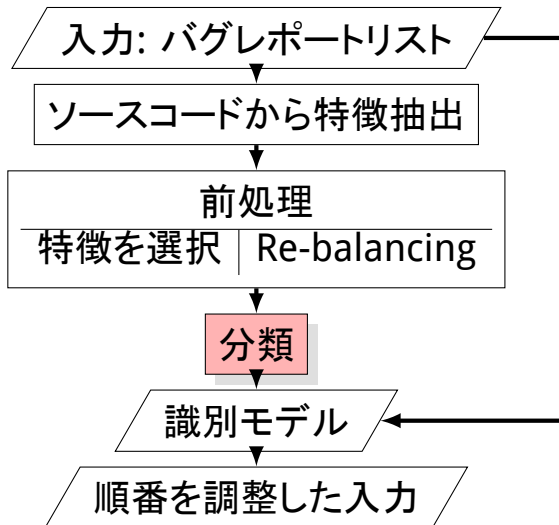 入力: バグレポートリスト
ソースコードから特徴抽出
前処理
特徴を選択 Re-balancing
分類
識別モデル
順番を調整した入力